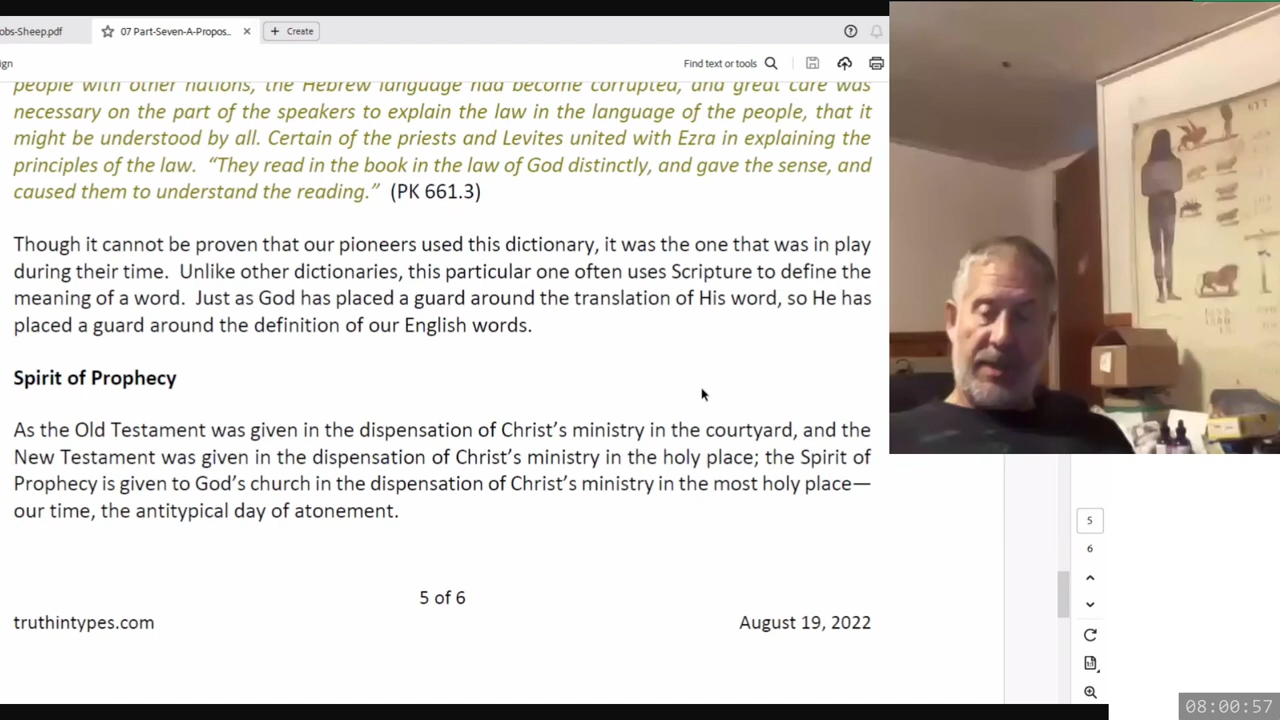 obs-Sheep.pdf
07 Part-Seven-A-Propos...
Create
ign
Find text or tools
people with other nations, the Hebrew language had become corrupted, and great care was
necessary on the part of the speakers to explain the law in the language of the people, that it
might be understood by all. Certain of the priests and Levites united with Ezra in explaining the
principles of the law. “They read in the book in the law of God distinctly, and gave the sense, and
caused them to understand the reading.” (PK 661.3)
Though it cannot be proven that our pioneers used this dictionary, it was the one that was in play
during their time. Unlike other dictionaries, this particular one often uses Scripture to define the
meaning of a word. Just as God has placed a guard around the translation of His word, so He has
placed a guard around the definition of our English words.
Spirit of Prophecy
As the Old Testament was given in the dispensation of Christ’s ministry in the courtyard, and the
New Testament was given in the dispensation of Christ’s ministry in the holy place; the Spirit of
Prophecy is given to God’s church in the dispensation of Christ’s ministry in the most holy place—
our time, the antitypical day of atonement.
5 of 6
truthintypes.com
August 19, 2022
5
6
08:00:57